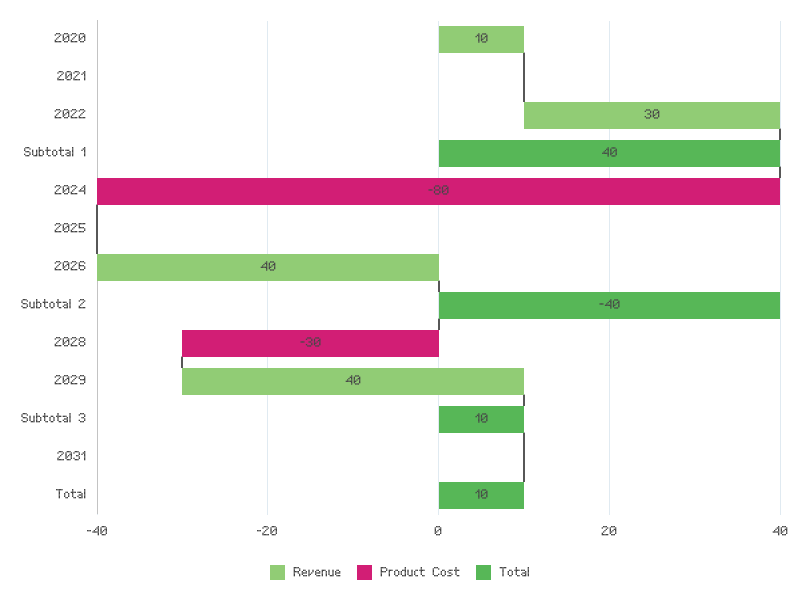 2020 10
2021
2022 30
Subtotal 1 40
2024 -80
2025
2026 40
Subtotal 2 -40
2028 -30
2029 40
Subtotal 3 10
2031
Total 10
-40 -20 0 20 40
Revenue Product Cost Total